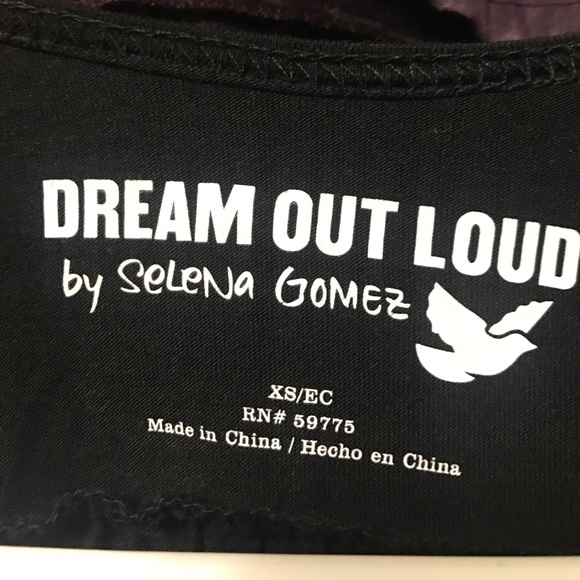 DREAM OUT LOUD
by SeLeNa GOMEZ
XS/EC
RN# 59775
Made in China / Hecho en China